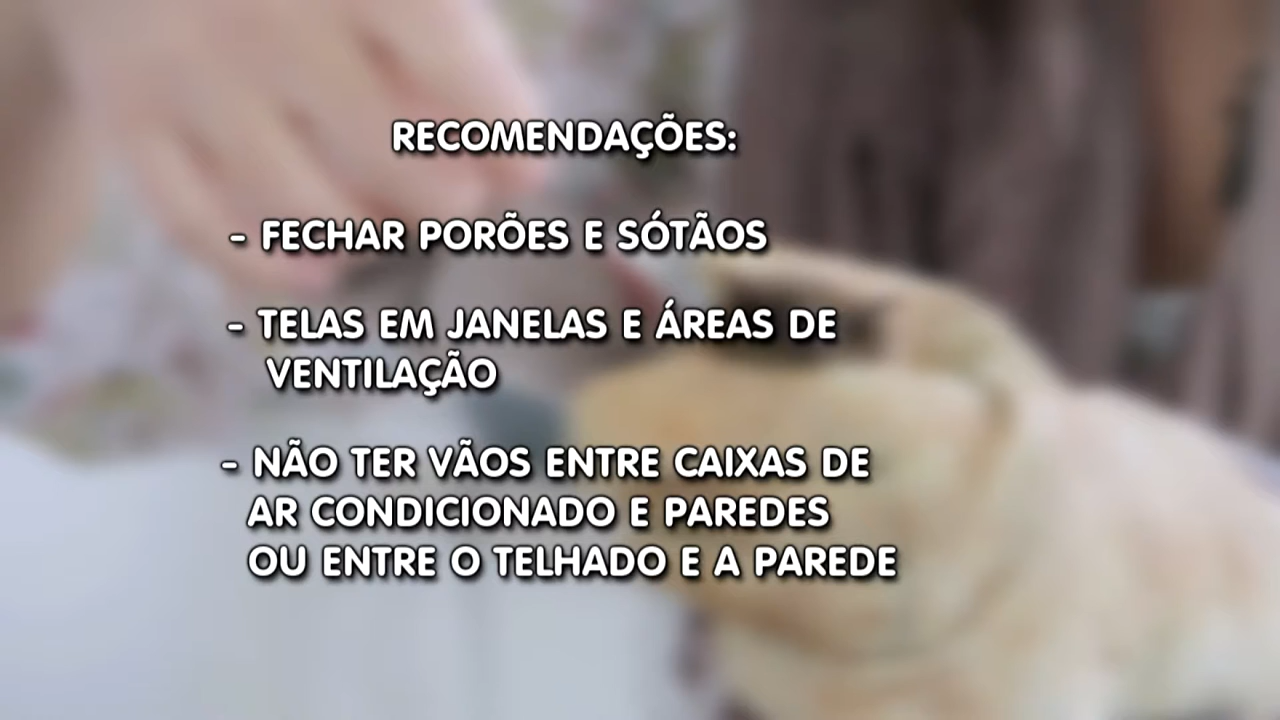 RECOMENDAÇÕES:
- FECHAR PORÕES E SÓTÃOS
- TELAS EM JANELAS E ÁREAS DE
VENTILAÇÃO
- NÃO TER VÃOS ENTRE CAIXAS DE
AR CONDICIONADO E PAREDES
OU ENTRE O TELHADO E A PAREDE